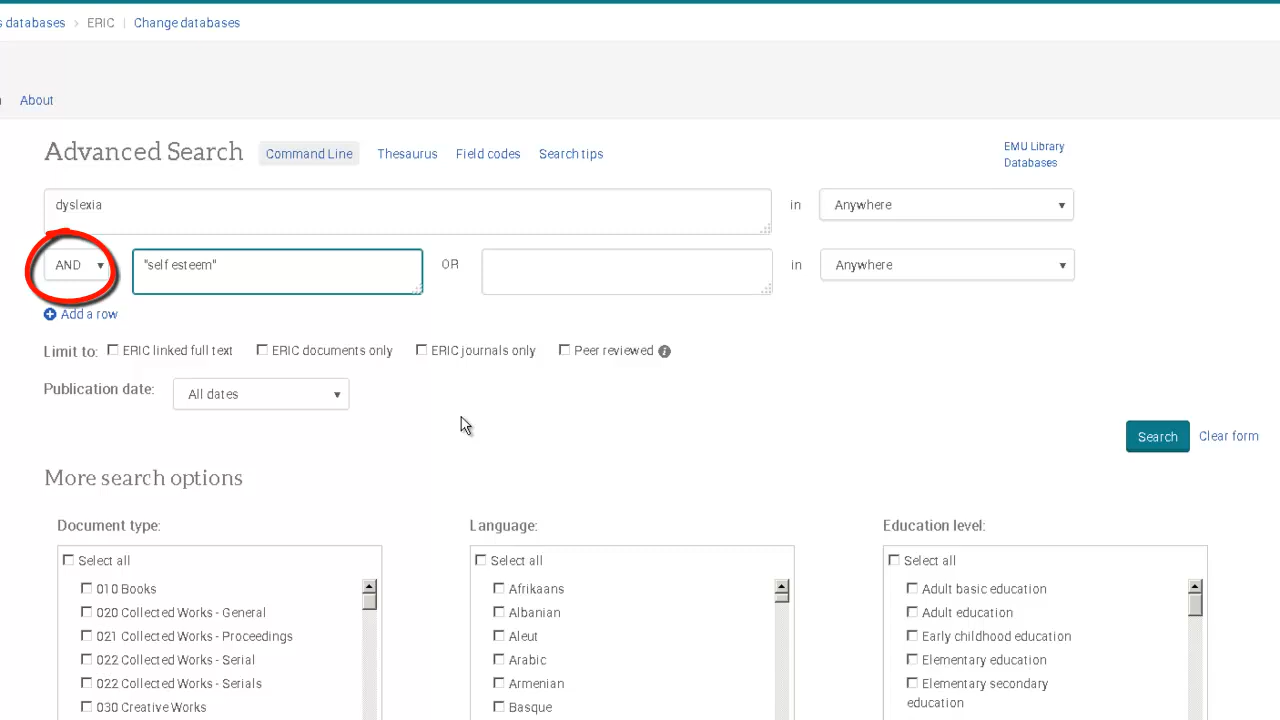 s databases > ERIC | Change databases
About
Advanced Search Command Line Thesaurus Field codes Search tips
EMU Library
Databases
dyslexia in Anywhere
AND "self esteem" OR in Anywhere
Add a row
Limit to: ERIC linked full text ERIC documents only ERIC journals only Peer reviewed i
Publication date: All dates
Search Clear form
More search options
Document type:
Select all
010 Books
020 Collected Works - General
021 Collected Works - Proceedings
022 Collected Works - Serial
022 Collected Works - Serials
030 Creative Works
Language:
Select all
Afrikaans
Albanian
Aleut
Arabic
Armenian
Basque
Education level:
Select all
Adult basic education
Adult education
Early childhood education
Elementary education
Elementary secondary
education